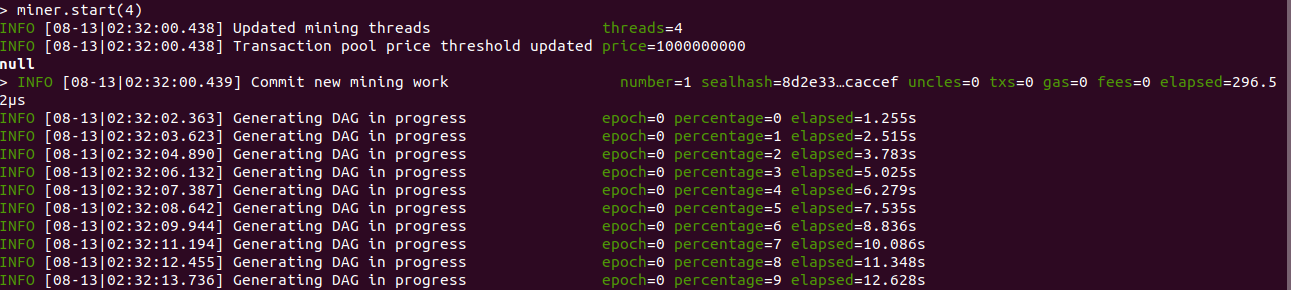 > miner.start(4)
INFO [08-13|02:32:00.438] Updated mining threads threads=4
INFO [08-13|02:32:00.438] Transaction pool price threshold updated price=1000000000
null
> INFO [08-13|02:32:00.439] Commit new mining work number=1 sealhash=8d2e33…caccef uncles=0 txs=0 gas=0 fees=0 elapsed=296.5
2µs
INFO [08-13|02:32:02.363] Generating DAG in progress epoch=0 percentage=0 elapsed=1.255s
INFO [08-13|02:32:03.623] Generating DAG in progress epoch=0 percentage=1 elapsed=2.515s
INFO [08-13|02:32:04.890] Generating DAG in progress epoch=0 percentage=2 elapsed=3.783s
INFO [08-13|02:32:06.132] Generating DAG in progress epoch=0 percentage=3 elapsed=5.025s
INFO [08-13|02:32:07.387] Generating DAG in progress epoch=0 percentage=4 elapsed=6.279s
INFO [08-13|02:32:08.642] Generating DAG in progress epoch=0 percentage=5 elapsed=7.535s
INFO [08-13|02:32:09.944] Generating DAG in progress epoch=0 percentage=6 elapsed=8.836s
INFO [08-13|02:32:11.194] Generating DAG in progress epoch=0 percentage=7 elapsed=10.086s
INFO [08-13|02:32:12.455] Generating DAG in progress epoch=0 percentage=8 elapsed=11.348s
INFO [08-13|02:32:13.736] Generating DAG in progress epoch=0 percentage=9 elapsed=12.628s